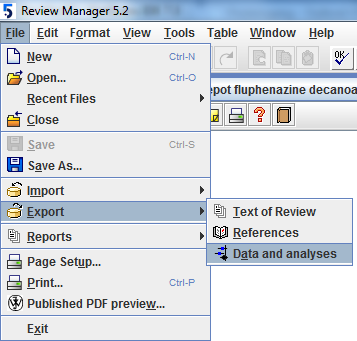 Review Manager 5.2
File Edit Format View Tools Table Window Help
New Ctrl-N
Open... Ctrl-O
Recent Files
Close
Save Ctrl-S
Save As...
Import
Export
Reports
Page Setup...
Print... Ctrl-P
Published PDF preview...
Exit
Text of Review
References
Data and analyses
OK
epot fluphenazine decanoa